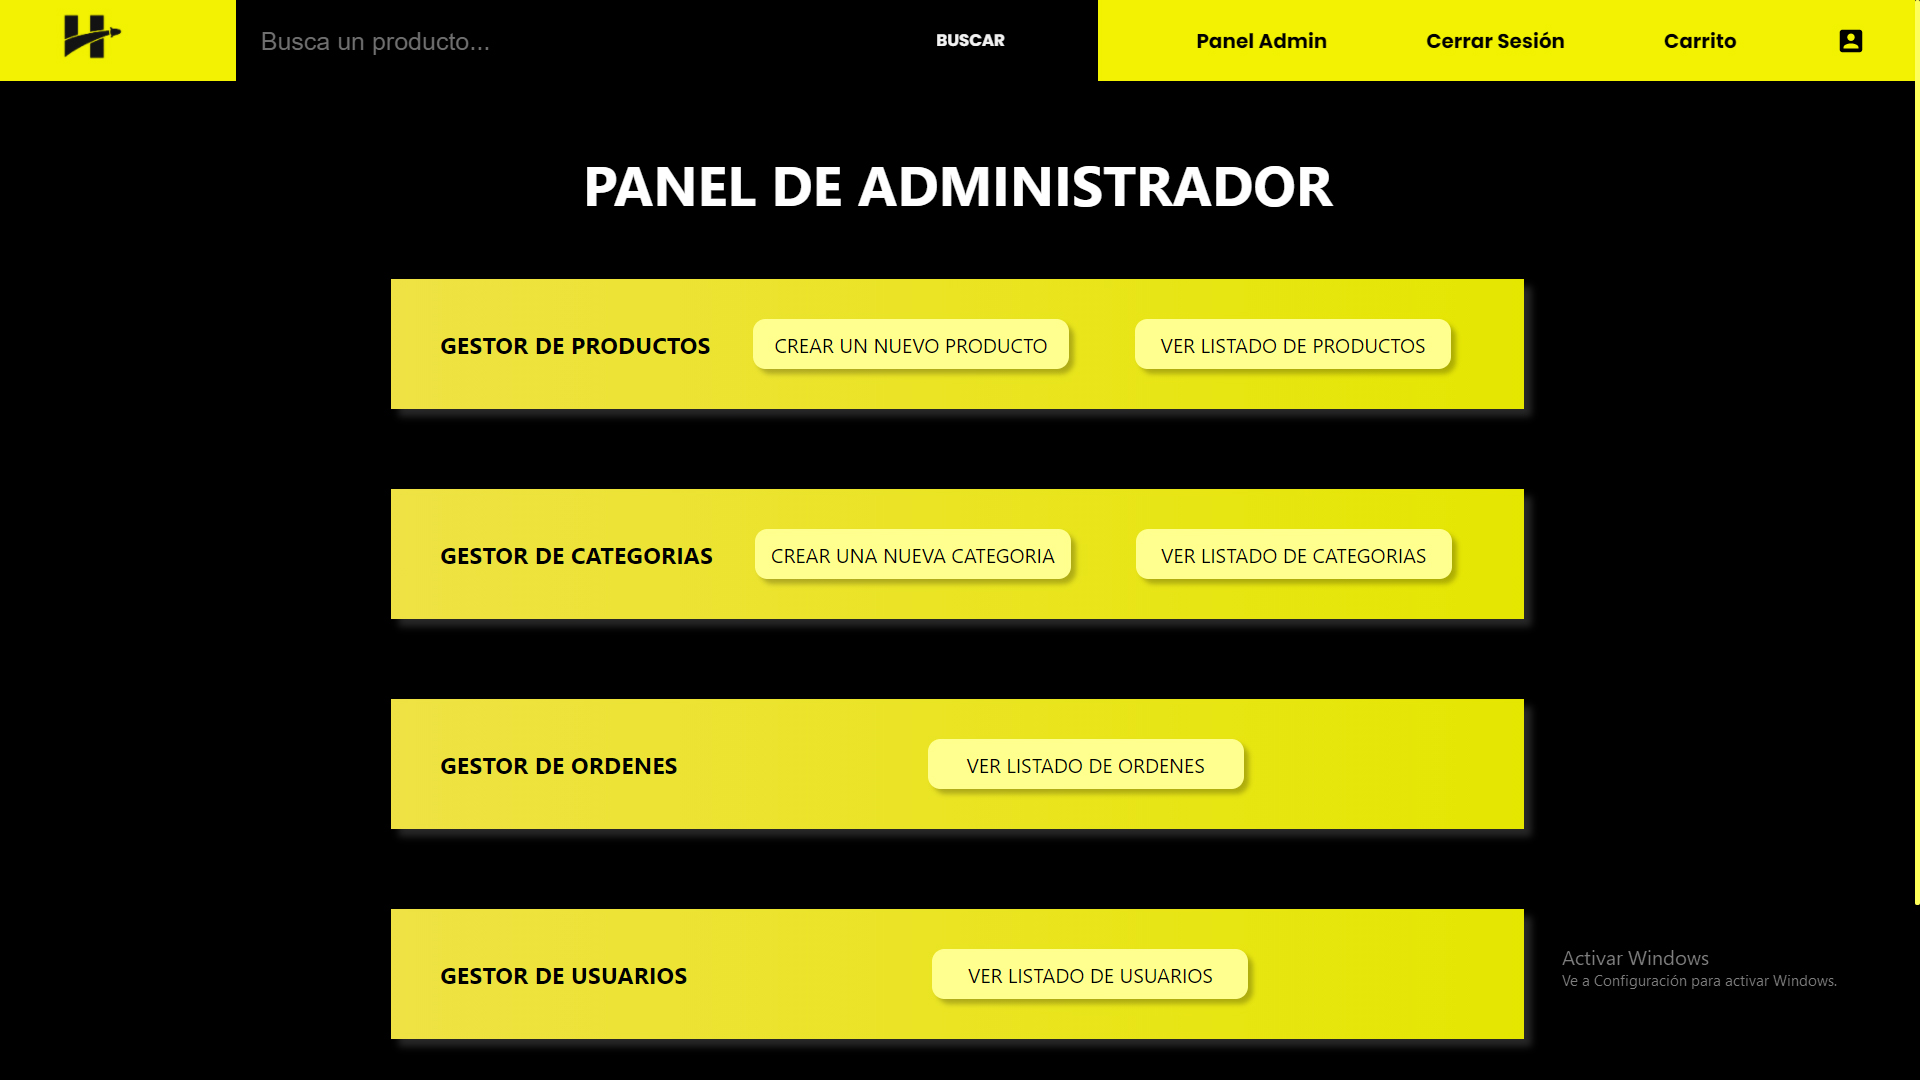 H
Busca un producto...
BUSCAR
Panel Admin
Cerrar Sesión
Carrito
PANEL DE ADMINISTRADOR
GESTOR DE PRODUCTOS
CREAR UN NUEVO PRODUCTO
VER LISTADO DE PRODUCTOS
GESTOR DE CATEGORIAS
CREAR UNA NUEVA CATEGORIA
VER LISTADO DE CATEGORIAS
GESTOR DE ORDENES
VER LISTADO DE ORDENES
GESTOR DE USUARIOS
VER LISTADO DE USUARIOS
Activar Windows
Ve a Configuración para activar Windows.